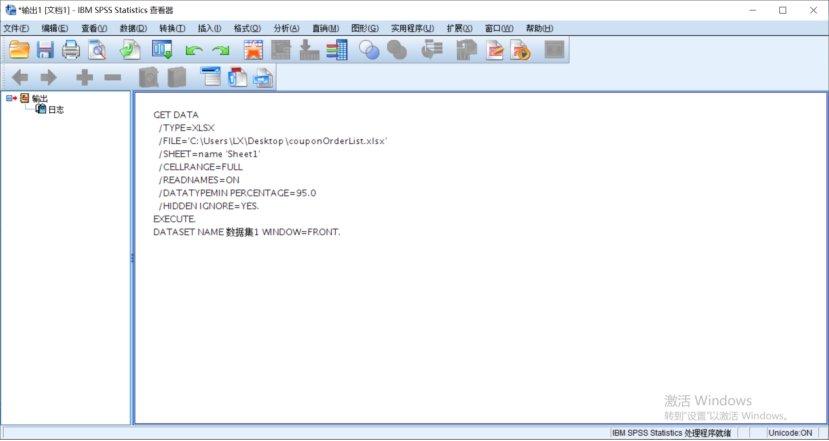 *输出1 [文档1] - IBM SPSS Statistics 查看器
文件(F) 编辑(E) 查看(V) 数据(D) 转换(T) 插入(I) 格式(O) 分析(A) 直销(M) 图形(G) 实用程序(U) 扩展(X) 窗口(W) 帮助(H)
输出
日志
GET DATA
/TYPE=XLSX
/FILE='C:\Users\LX\Desktop\couponOrderList.xlsx'
/SHEET=name 'Sheet1'
/CELLRANGE=FULL
/READNAMES=ON
/DATATYPEMIN PERCENTAGE=95.0
/HIDDEN IGNORE=YES.
EXECUTE.
DATASET NAME 数据集1 WINDOW=FRONT.
激活 Windows
转到"设置"以激活 Windows。
IBM SPSS Statistics 处理程序就绪 Unicode:ON